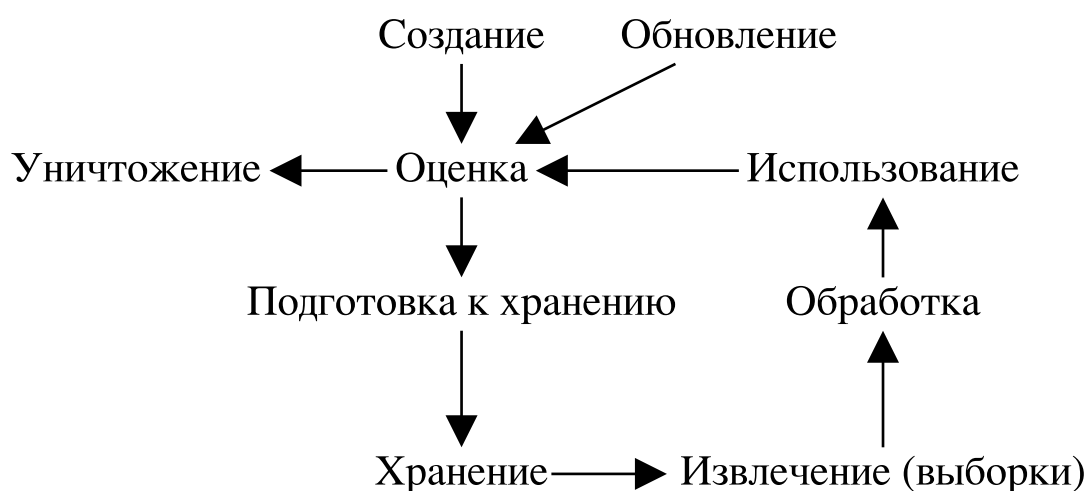 Создание
Обновление
Уничтожение
Оценка
Использование
Подготовка к хранению
Обработка
Хранение
Извлечение (выборки)